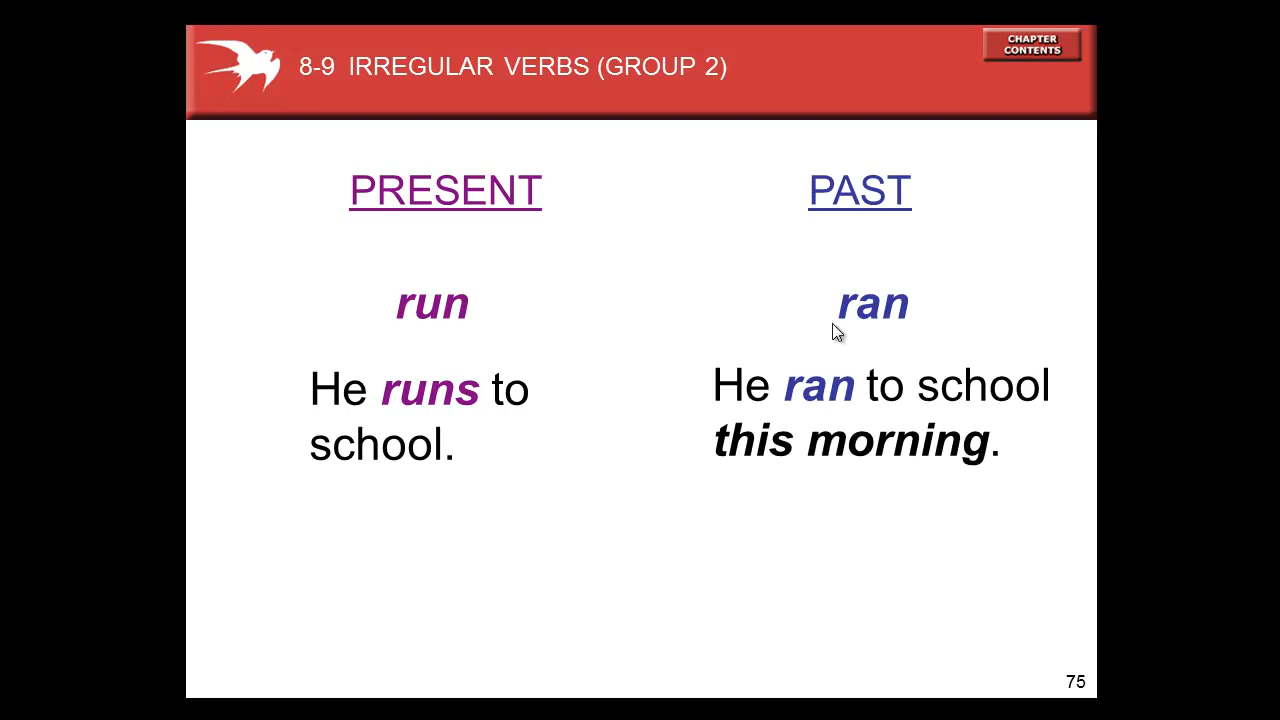 CHAPTER
CONTENTS
8-9 IRREGULAR VERBS (GROUP 2)
PRESENT
PAST
run
ran
He runs to
school.
He ran to school
this morning.
75